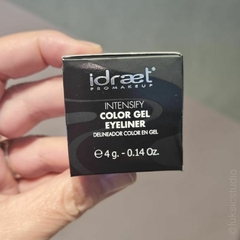 idraet
PROMAKEUP
INTENSIFY
COLOR GEL
EYELINER
DELINEADOR COLOR EN GEL
℮ 4 g. - 0.14 Oz.